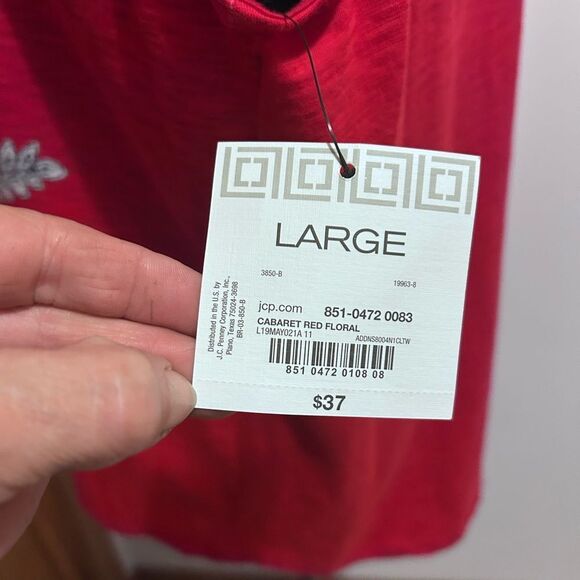 LARGE
3850-B
19963-8
jcp.com 851-0472 0083
CABARET RED FLORAL
L19MAY021A 11
ADDNS8004N1CLTW
851 0472 0108 08
$37
Distributed in the U.S. by
J.C. Penney Corporation, Inc.,
Plano, Texas 75024-3698
BR-03-850-B